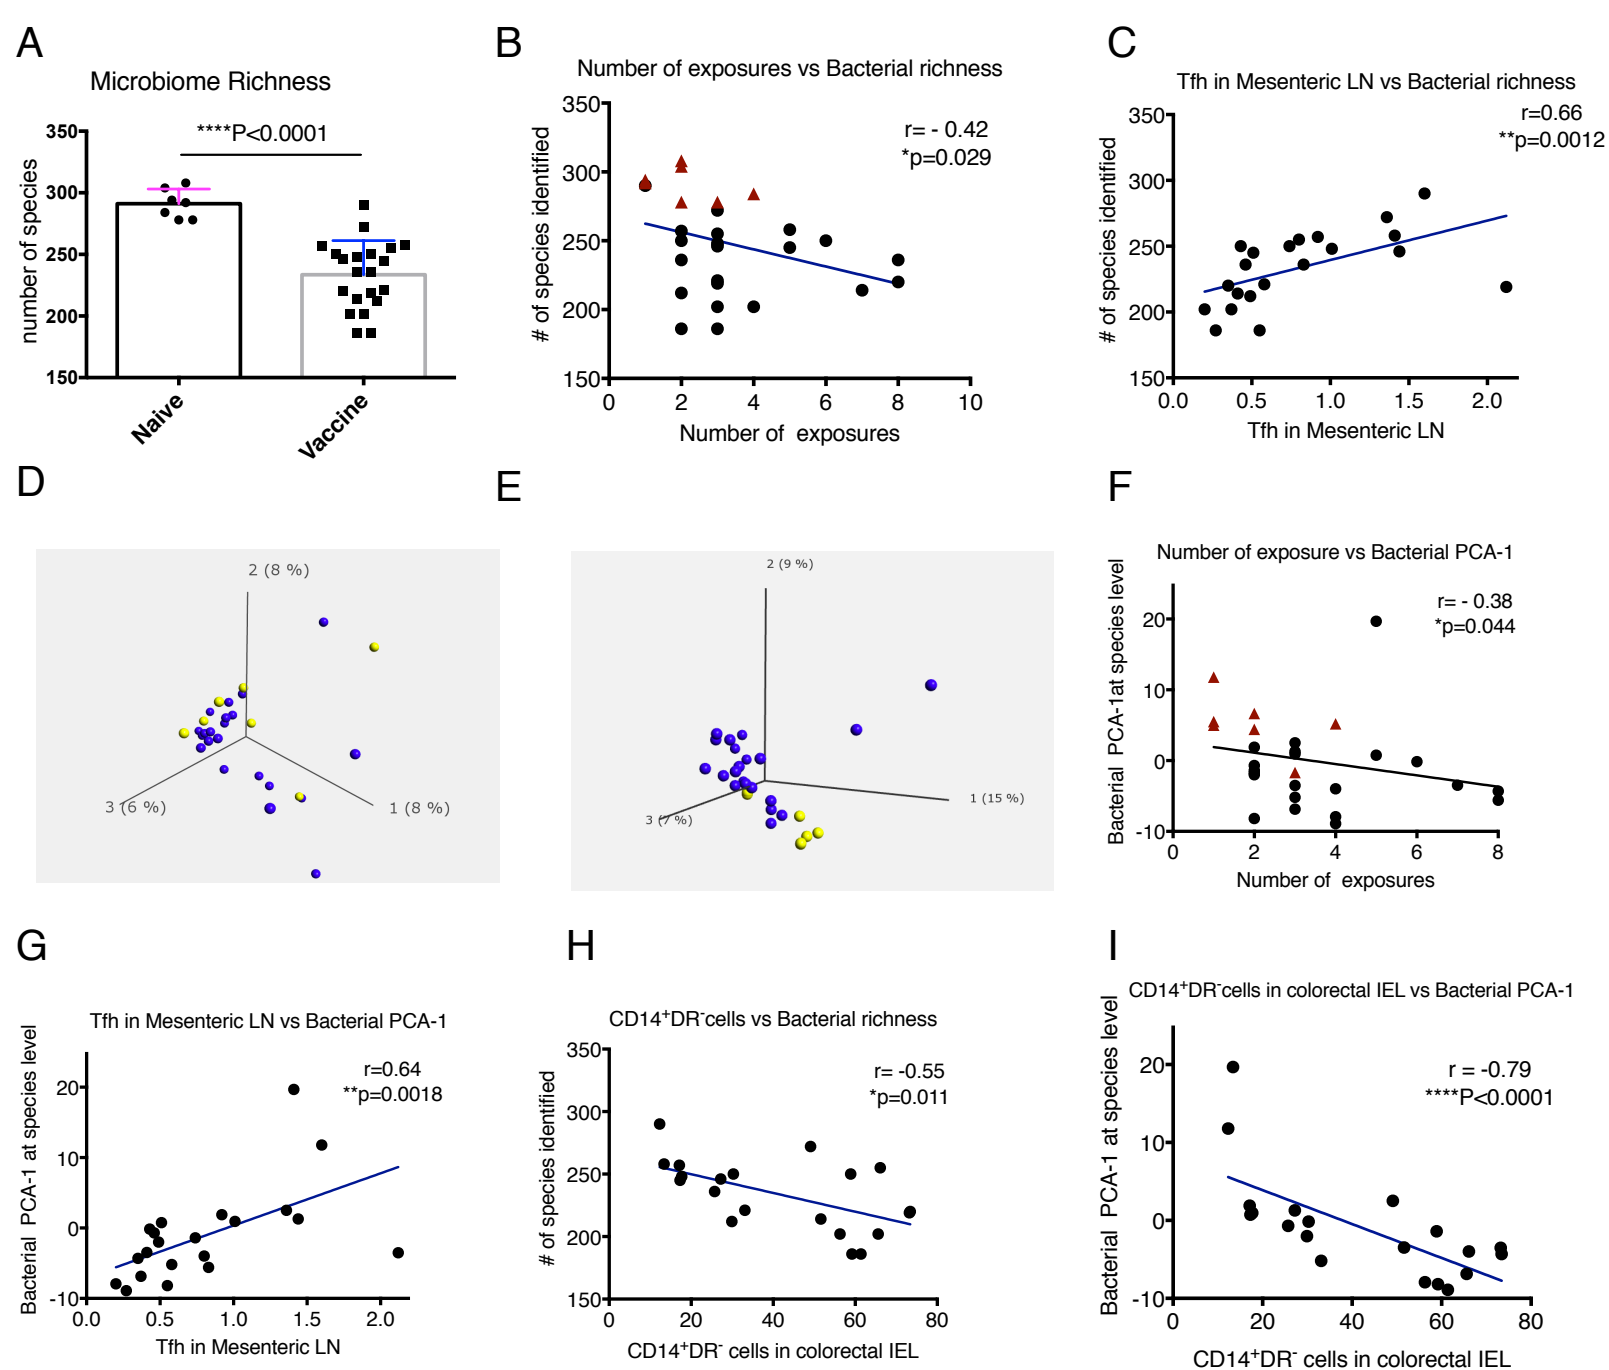 A
Microbiome Richness
****P<0.0001
number of species
350
300
250
200
150
Naive
Vaccine
B
Number of exposures vs Bacterial richness
r= - 0.42
*p=0.029
# of species identified
350
300
250
200
150
0 2 4 6 8 10
Number of exposures
C
Tfh in Mesenteric LN vs Bacterial richness
r=0.66
**p=0.0012
# of species identified
350
300
250
200
150
0.0 0.5 1.0 1.5 2.0
Tfh in Mesenteric LN
D
2 (8 %)
3 (6 %)
1 (8 %)
E
2 (9 %)
1 (15 %)
3 (7 %)
F
Number of exposure vs Bacterial PCA-1
r= - 0.38
*p=0.044
Bacterial PCA-1at species level
20
10
0
-10
0 2 4 6 8
Number of exposures
G
Tfh in Mesenteric LN vs Bacterial PCA-1
r=0.64
**p=0.0018
Bacterial PCA-1 at species level
20
10
0
-10
0.0 0.5 1.0 1.5 2.0
Tfh in Mesenteric LN
H
CD14+DR-cells vs Bacterial richness
r= -0.55
*p=0.011
# of species identified
350
300
250
200
150
0 20 40 60 80
CD14+DR- cells in colorectal IEL
I
CD14+DR-cells in colorectal IEL vs Bacterial PCA-1
r = -0.79
****P<0.0001
Bacterial PCA-1 at species level
20
10
0
-10
0 20 40 60 80
CD14+DR- cells in colorectal IEL